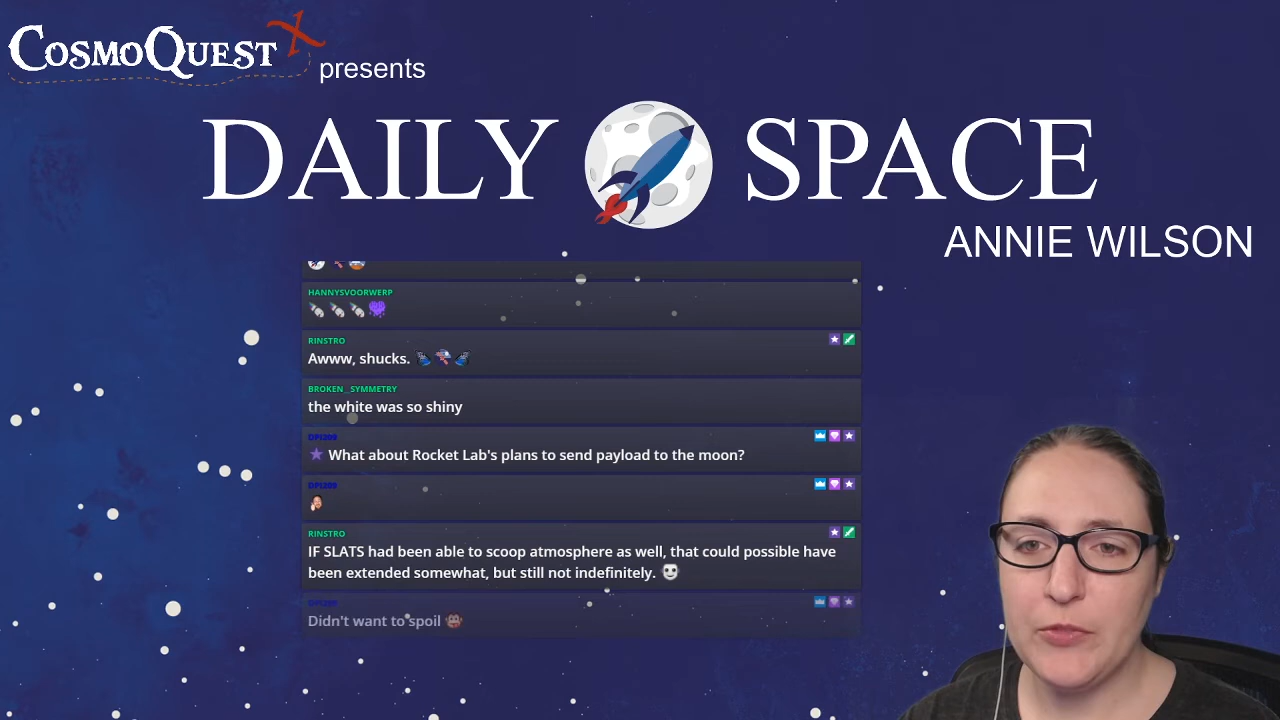 CosmoQuest X
presents
DAILY SPACE
ANNIE WILSON
HANNYSVOORWERP
RINSTRO
Awww, shucks.
BROKEN_SYMMETRY
the white was so shiny
What about Rocket Lab's plans to send payload to the moon?
RINSTRO
IF SLATS had been able to scoop atmosphere as well, that could possible have
been extended somewhat, but still not indefinitely.
Didn't want to spoil